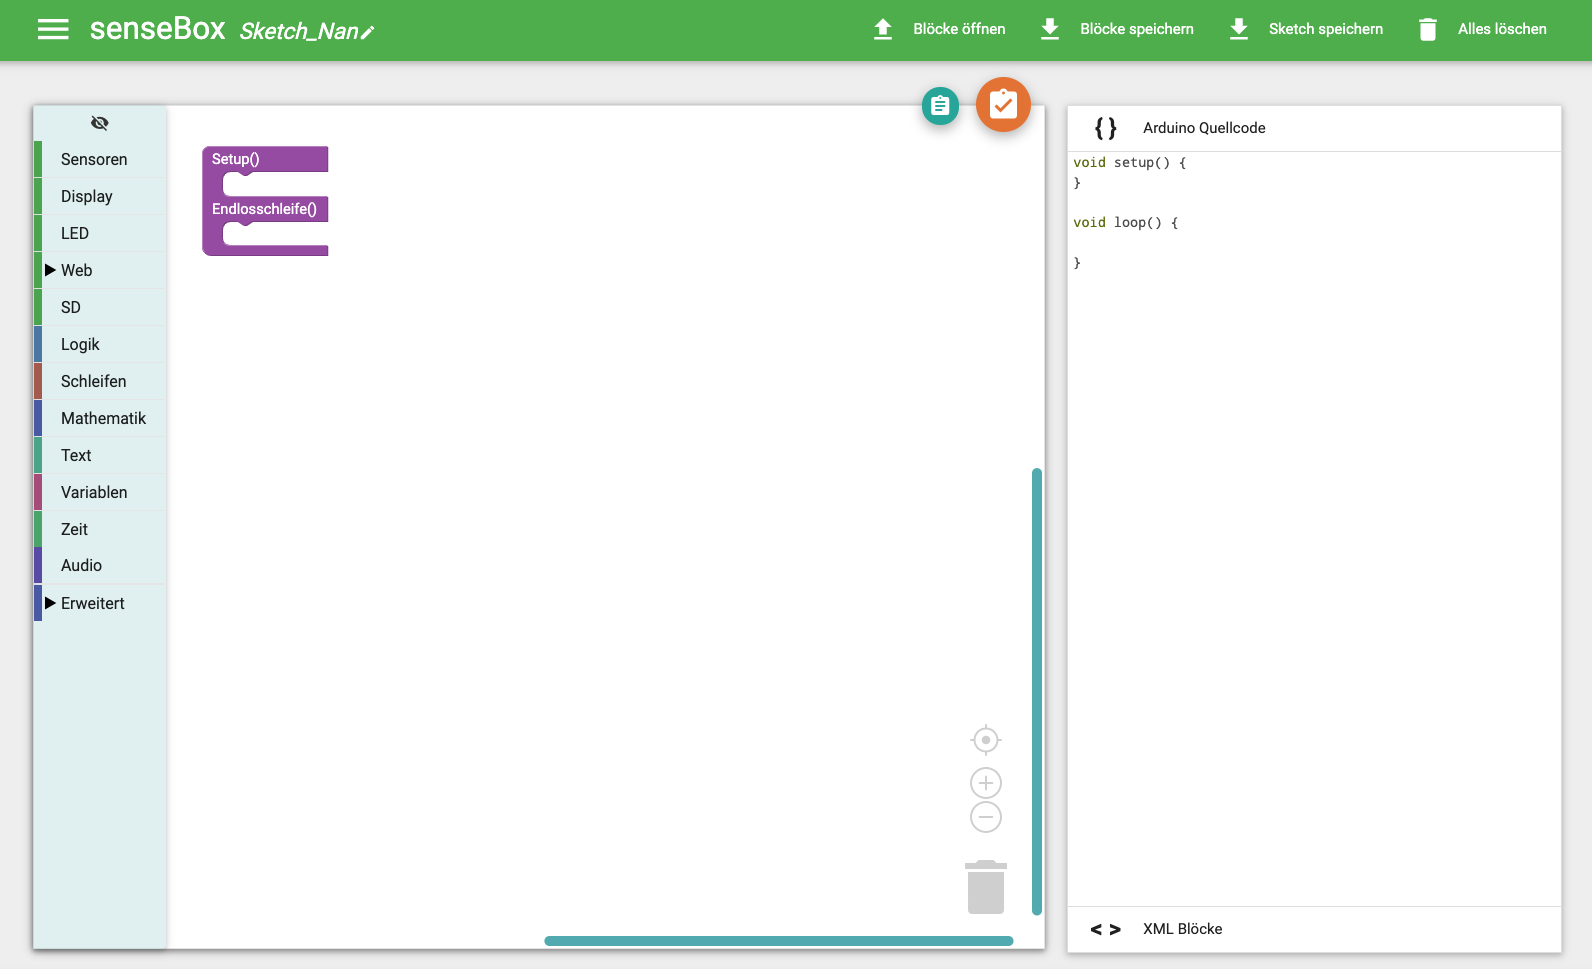 senseBox Sketch_Nan
Blöcke öffnen
Blöcke speichern
Sketch speichern
Alles löschen
Sensoren
Display
LED
Web
SD
Logik
Schleifen
Mathematik
Text
Variablen
Zeit
Audio
Erweitert
Setup()
Endlosschleife()
{ } Arduino Quellcode
void setup() {
}
void loop() {
}
< > XML Blöcke